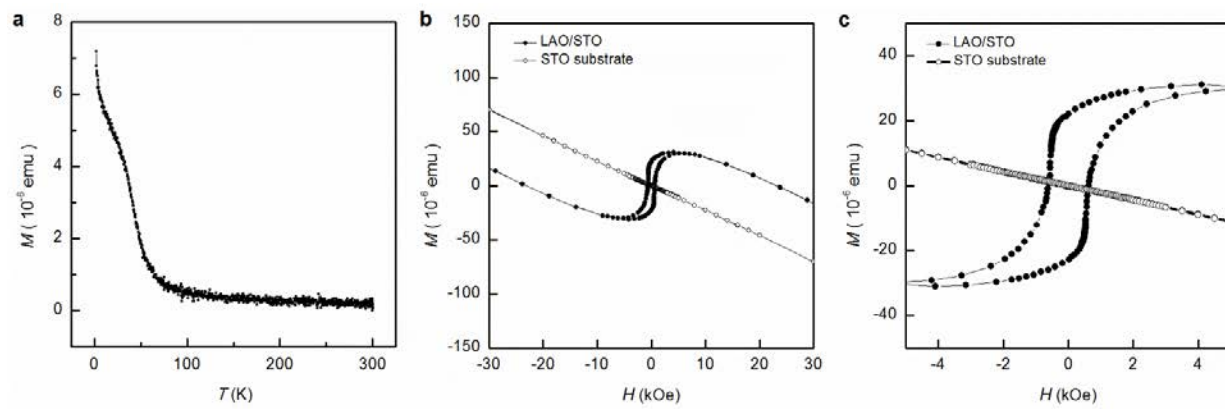 a
8
6
4
2
0
M ( 10⁻⁶ emu)
0
100
200
300
T (K)
b
150
100
50
0
-50
-100
-150
M ( 10⁻⁶ emu)
LAO/STO
STO substrate
-30
-20
-10
0
10
20
30
H (kOe)
c
40
20
0
-20
-40
M ( 10⁻⁶ emu)
LAO/STO
STO substrate
-4
-2
0
2
4
H (kOe)